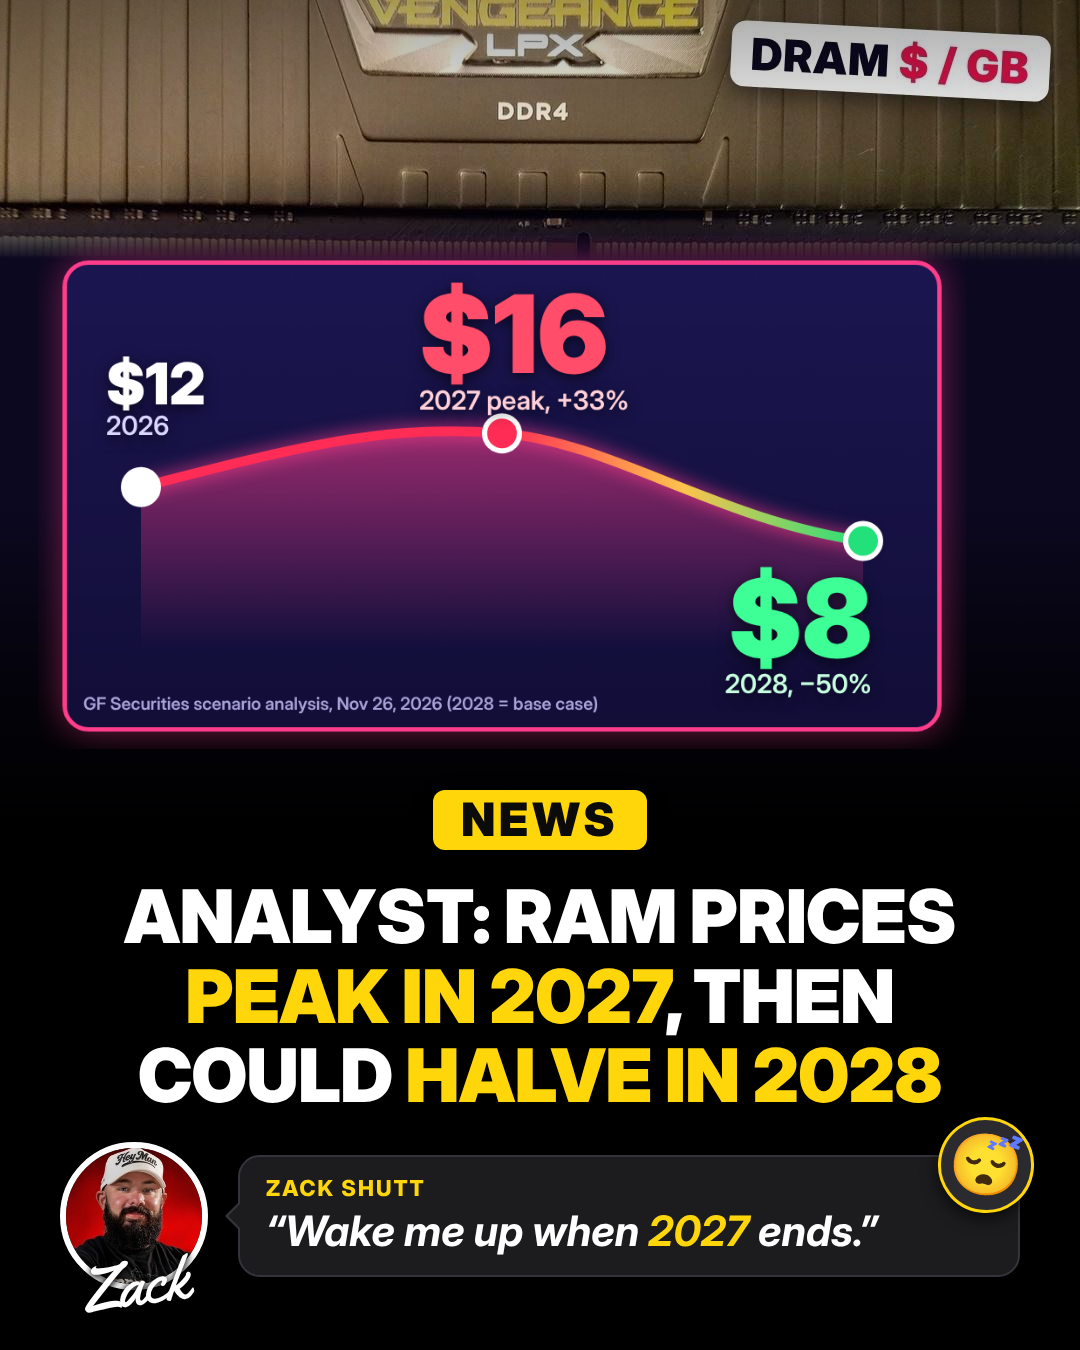 VENGEANCE
LPX
DDR4
DRAM $ / GB
$16
2027 peak, +33%
$12
2026
$8
2028, −50%
GF Securities scenario analysis, Nov 26, 2026 (2028 = base case)
NEWS
ANALYST: RAM PRICES
PEAK IN 2027, THEN
COULD HALVE IN 2028
Hey Man
ZACK SHUTT
“Wake me up when 2027 ends.”
Zack